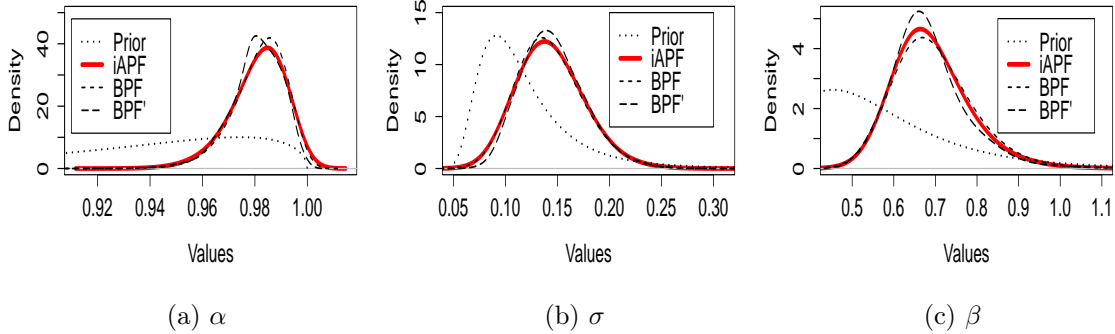 Density
0 20 40
Prior
iAPF
BPF
BPF'
0.92 0.94 0.96 0.98 1.00
Values
(a) α
Density
0 5 10 15
Prior
iAPF
BPF
BPF'
0.05 0.10 0.15 0.20 0.25 0.30
Values
(b) σ
Density
0 2 4
Prior
iAPF
BPF
BPF'
0.5 0.6 0.7 0.8 0.9 1.0 1.1
Values
(c) β